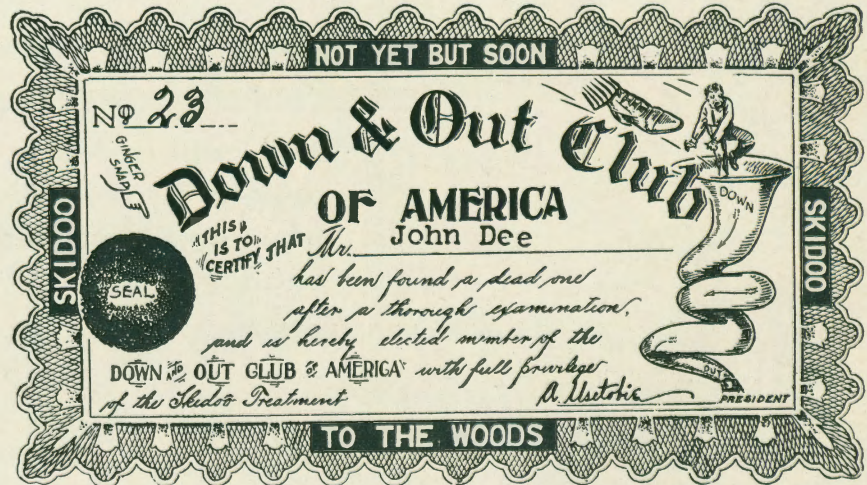 NOT YET BUT SOON
No 23
GINGER
SNAP
Down & Out Club
OF AMERICA
THIS
IS TO
CERTIFY THAT
Mr. John Dee
has been found a dead one
after a thorough examination,
and is hereby elected member of the
DOWN AND OUT CLUB OF AMERICA with full privilege
of the Skidoo Treatment
A. Usetobie
PRESIDENT
SEAL
DOWN
OUT
SKIDOO
SKIDOO
TO THE WOODS